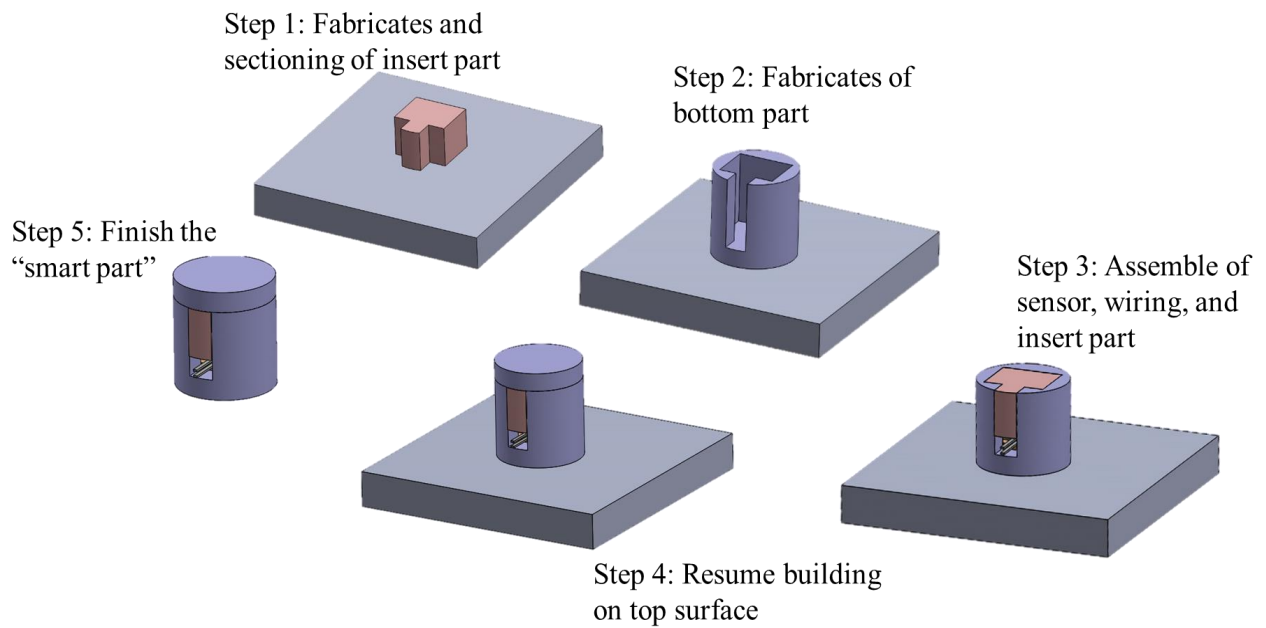 Step 1: Fabricates and
sectioning of insert part
Step 2: Fabricates of
bottom part
Step 3: Assemble of
sensor, wiring, and
insert part
Step 4: Resume building
on top surface
Step 5: Finish the
“smart part”